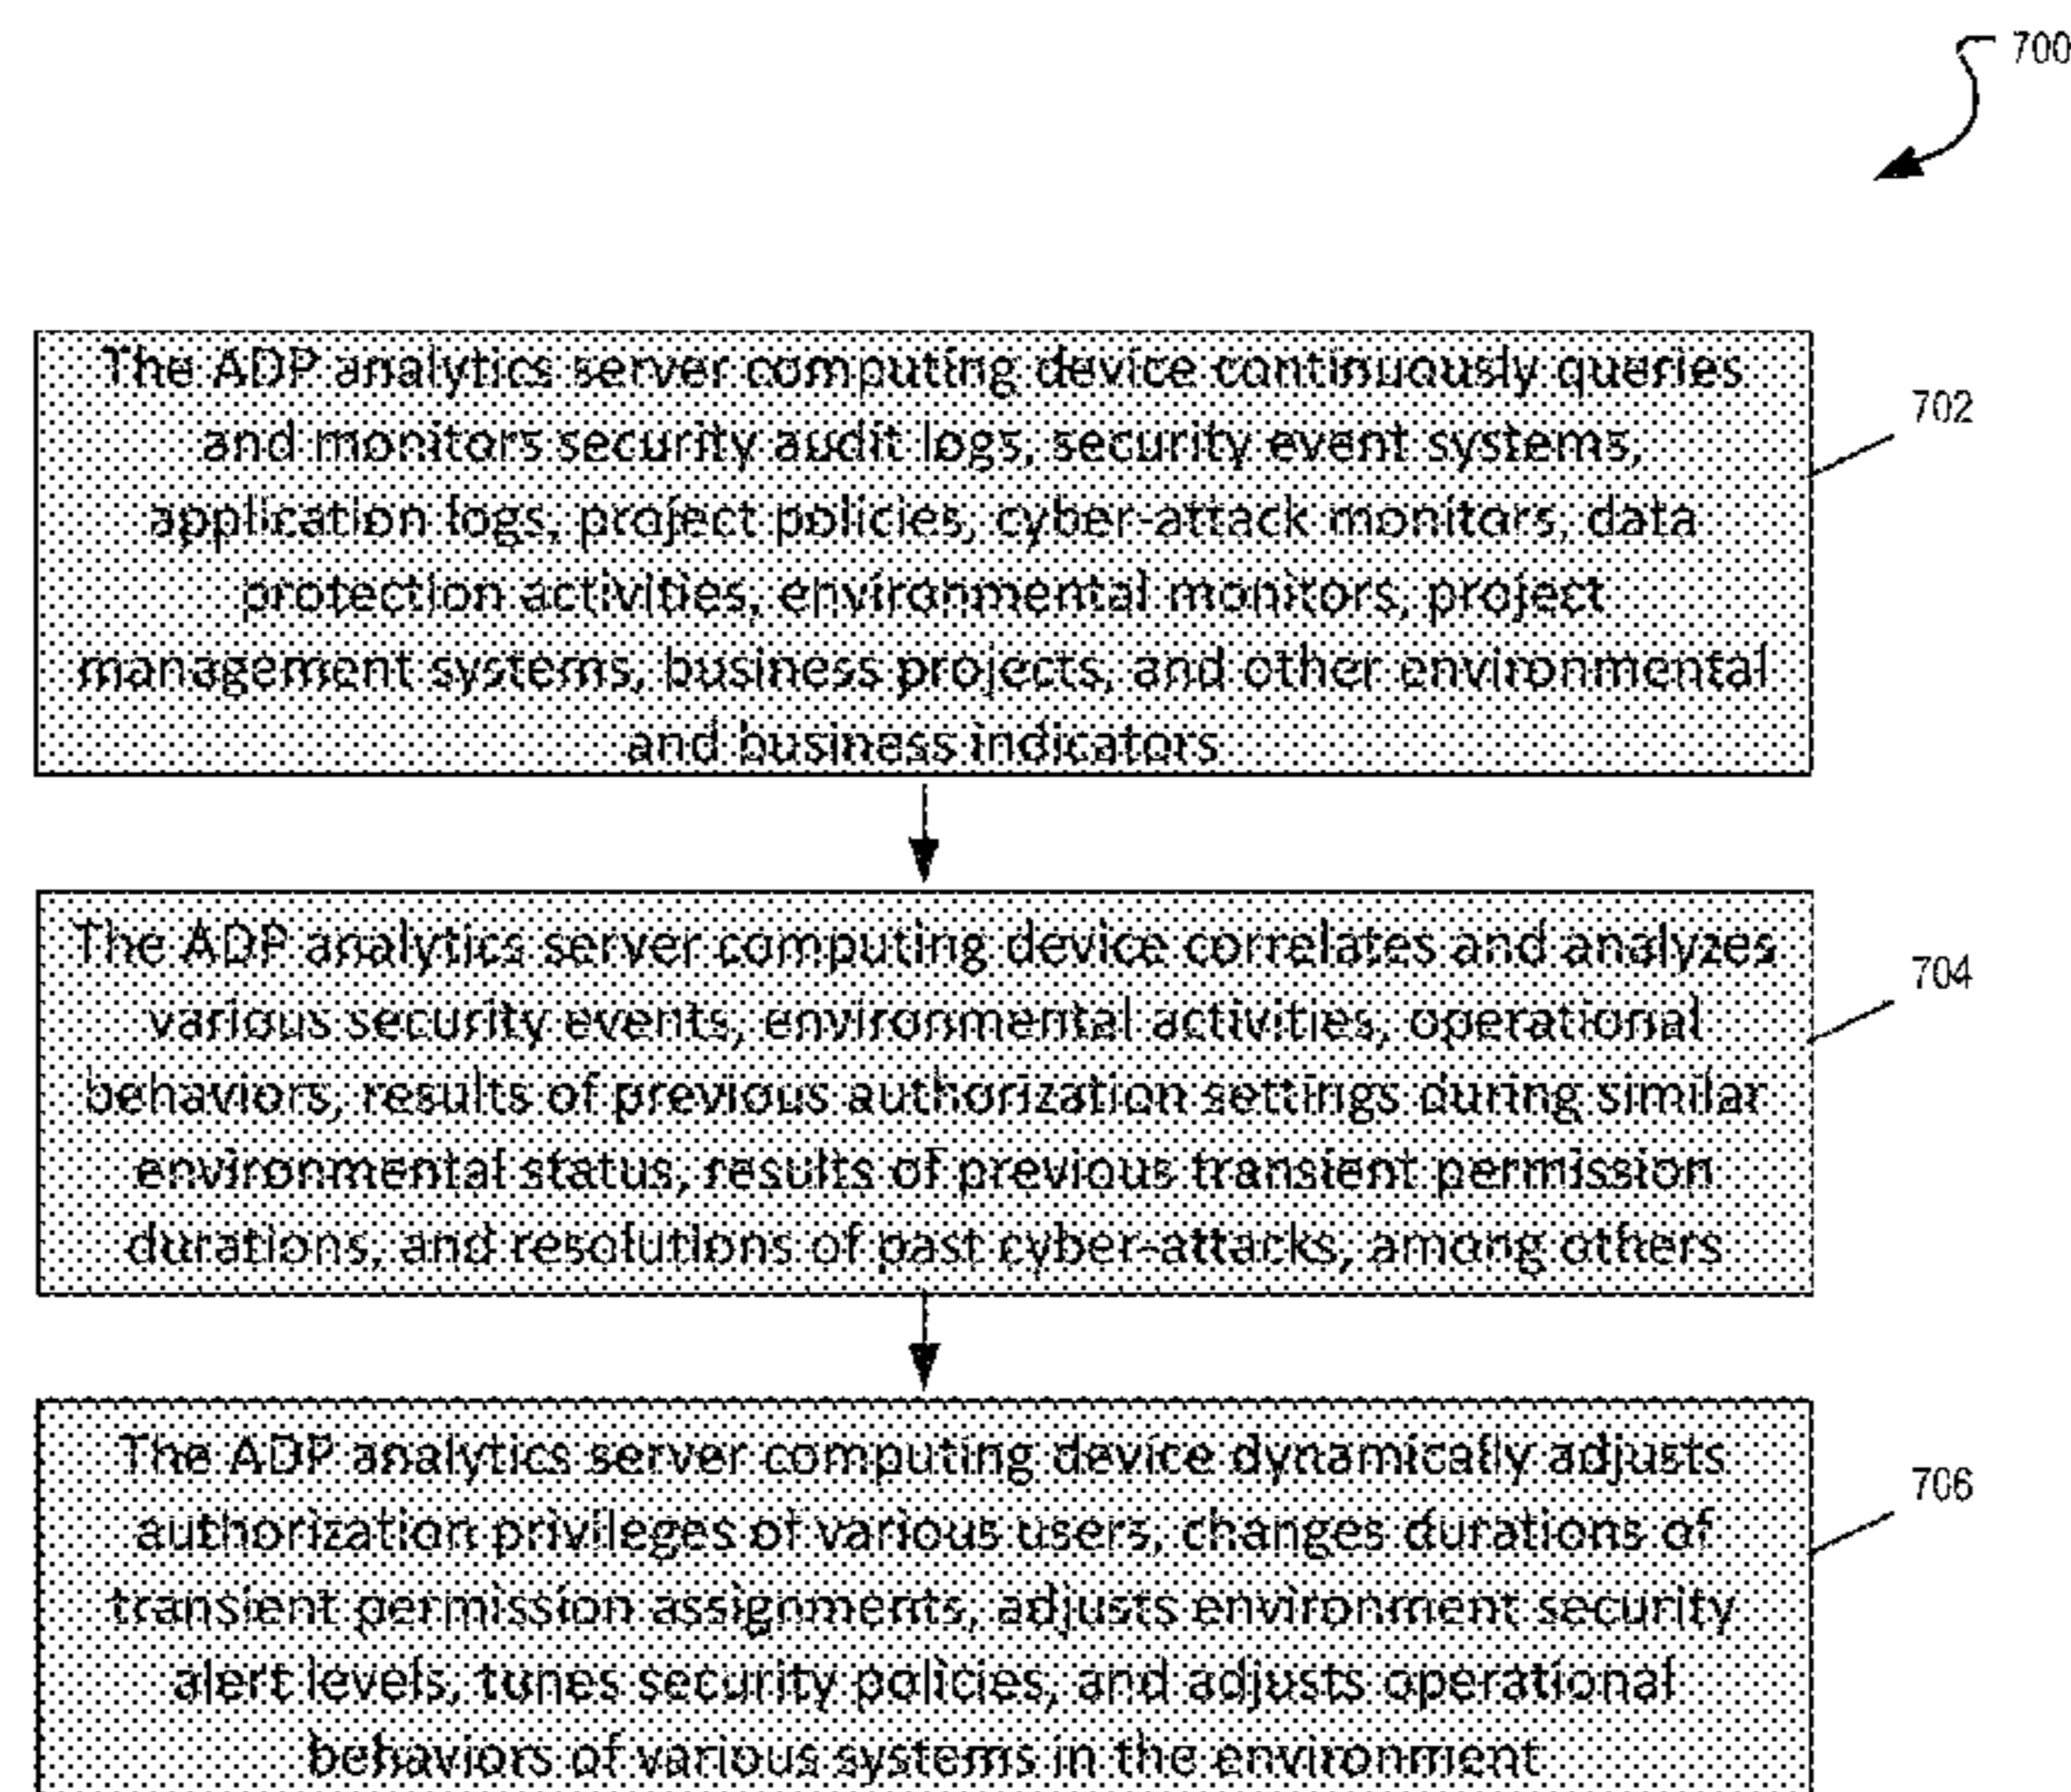 700
The ADP analytics server computing device continuously queries
and monitors security audit logs, security event systems,
application logs, project policies, cyber-attack monitors, data
protection activities, environmental monitors, project
management systems, business projects, and other environmental
and business indicators
702
The ADP analytics server computing device correlates and analyzes
various security events, environmental activities, operational
behaviors, results of previous authorization settings during similar
environmental status, results of previous transient permission
durations, and resolutions of past cyber-attacks, among others
704
The ADP analytics server computing device dynamically adjusts
authorization privileges of various users, changes durations of
transient permission assignments, adjusts environment security
alert levels, tunes security policies, and adjusts operational
behaviors of various systems in the environment
706